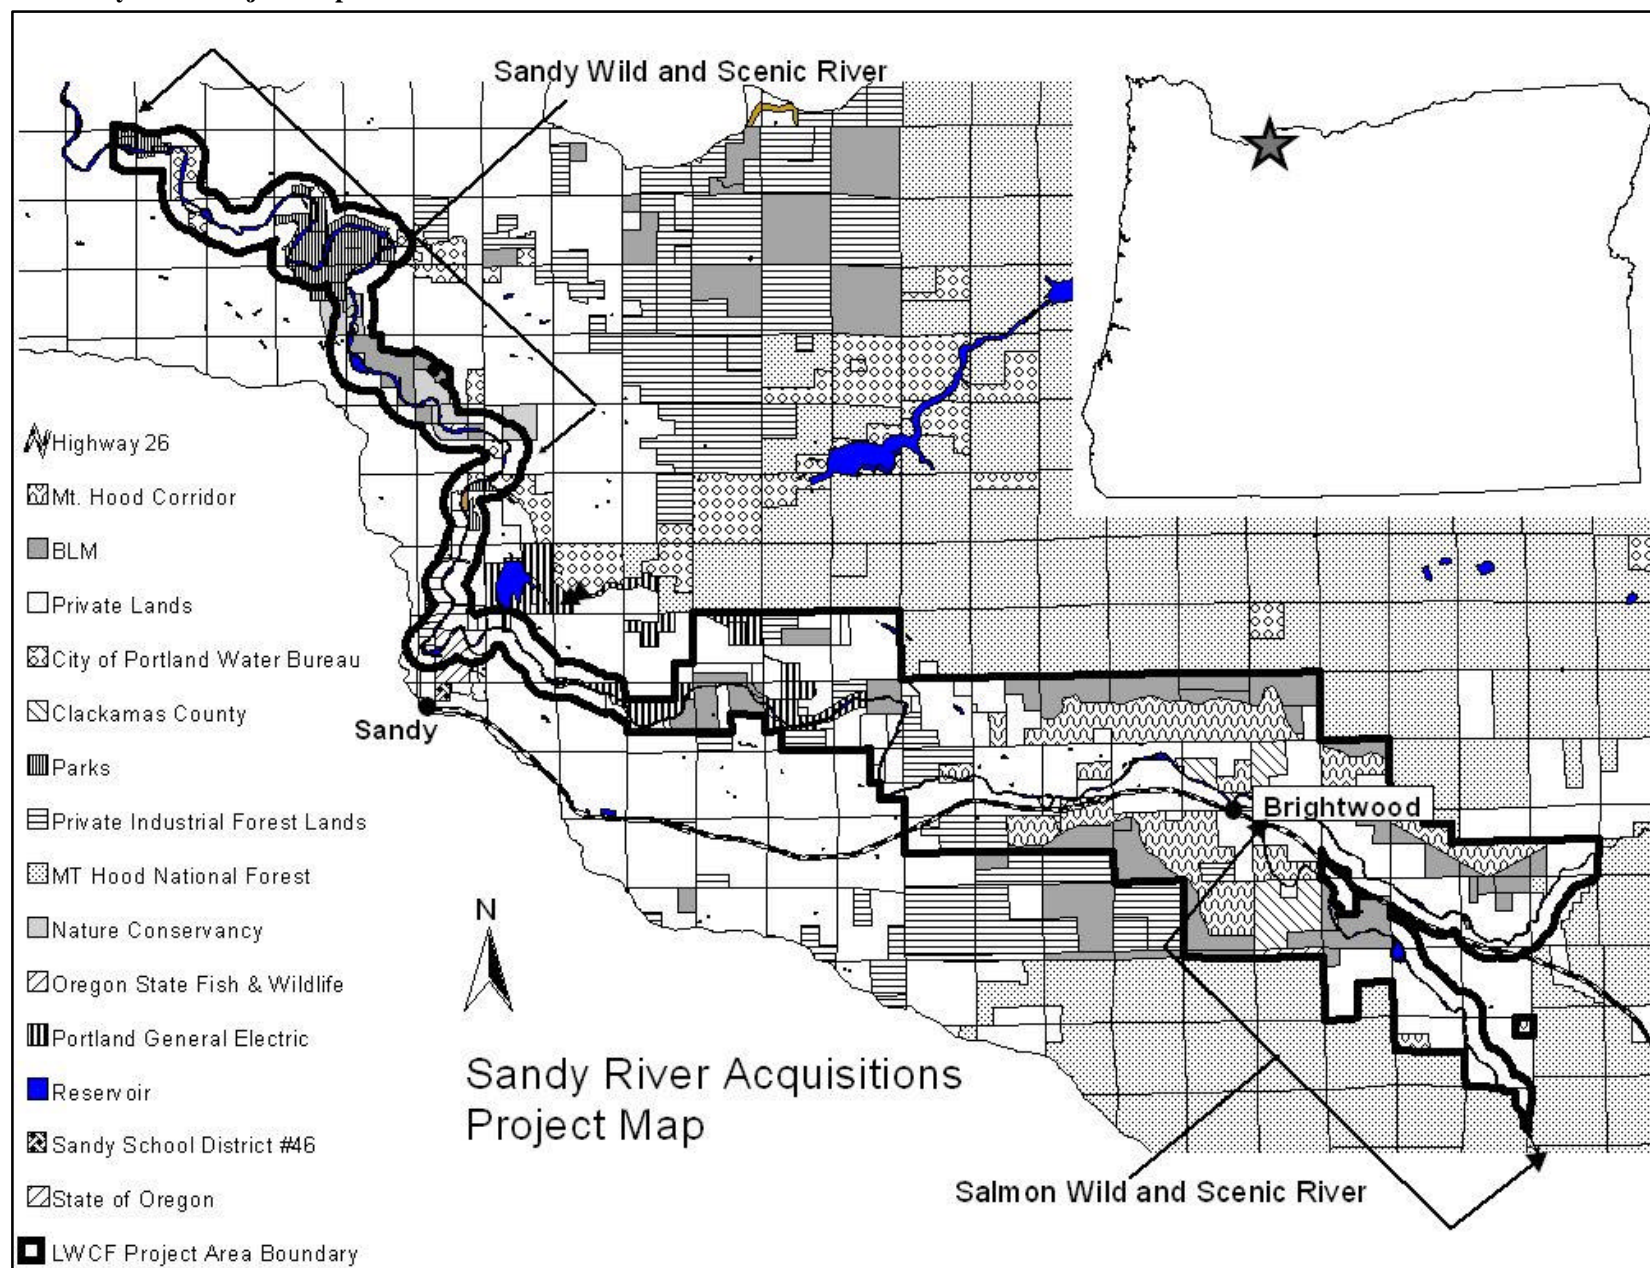 Sandy Wild and Scenic River
Highway 26
Mt. Hood Corridor
BLM
Private Lands
City of Portland Water Bureau
Clackamas County
Parks
Private Industrial Forest Lands
MT Hood National Forest
Nature Conservancy
Oregon State Fish & Wildlife
Portland General Electric
Reservoir
Sandy School District #46
State of Oregon
LWCF Project Area Boundary
Sandy
Brightwood
N
Sandy River Acquisitions
Project Map
Salmon Wild and Scenic River